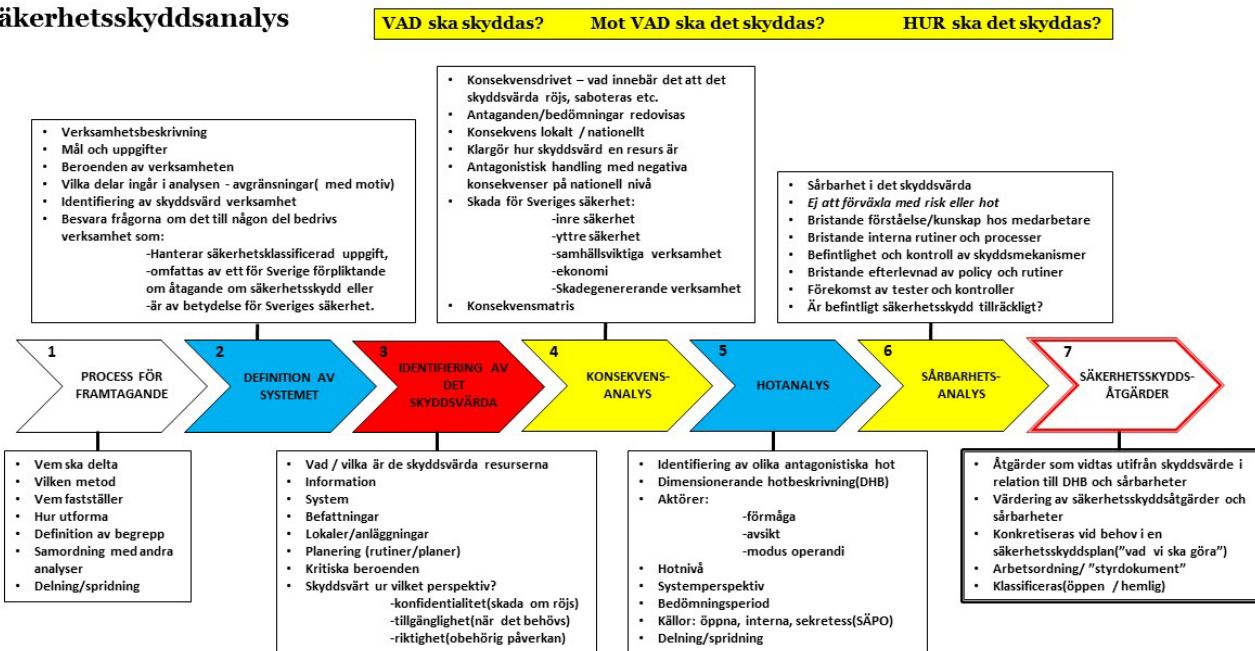 äkerhetsskyddsanalys
VAD ska skyddas? Mot VAD ska det skyddas? HUR ska det skyddas?
• Verksamhetsbeskrivning
• Mål och uppgifter
• Beroenden av verksamheten
• Vilka delar ingår i analysen - avgränsningar( med motiv)
• Identifiering av skyddsvärd verksamhet
• Besvara frågorna om det till någon del bedrivs
verksamhet som:
-Hanterar säkerhetsklassificerad uppgift,
-omfattas av ett för Sverige förpliktande
om åtagande om säkerhetsskydd eller
-är av betydelse för Sveriges säkerhet.
• Konsekvensdrivet – vad innebär det att det
skyddsvärda röjs, saboteras etc.
• Antaganden/bedömningar redovisas
• Konsekvens lokalt / nationellt
• Klargör hur skyddsvärd en resurs är
• Antagonistisk handling med negativa
konsekvenser på nationell nivå
• Skada för Sveriges säkerhet:
-inre säkerhet
-yttre säkerhet
-samhällsviktiga verksamhet
-ekonomi
-Skadegenererande verksamhet
• Konsekvensmatris
• Sårbarhet i det skyddsvärda
• Ej att förväxla med risk eller hot
• Bristande förståelse/kunskap hos medarbetare
• Bristande interna rutiner och processer
• Befintlighet och kontroll av skyddsmekanismer
• Bristande efterlevnad av policy och rutiner
• Förekomst av tester och kontroller
• Är befintligt säkerhetsskydd tillräckligt?
1
PROCESS FÖR
FRAMTAGANDE
2
DEFINITION AV
SYSTEMET
3
IDENTIFIERING AV
DET
SKYDDSVÄRDA
4
KONSEKVENS-
ANALYS
5
HOTANALYS
6
SÅRBARHETS-
ANALYS
7
SÄKERHETSSKYDDS-
ÅTGÄRDER
• Vem ska delta
• Vilken metod
• Vem fastställer
• Hur utforma
• Definition av begrepp
• Samordning med andra
analyser
• Delning/spridning
• Vad / vilka är de skyddsvärda resurserna
• Information
• System
• Befattningar
• Lokaler/anläggningar
• Planering (rutiner/planer)
• Kritiska beroenden
• Skyddsvärt ur vilket perspektiv?
-konfidentialitet(skada om röjs)
-tillgänglighet(när det behövs)
-riktighet(obehörig påverkan)
• Identifiering av olika antagonistiska hot
• Dimensionerande hotbeskrivning(DHB)
• Aktörer:
-förmåga
-avsikt
-modus operandi
• Hotnivå
• Systemperspektiv
• Bedömningsperiod
• Källor: öppna, interna, sekretess(SÄPO)
• Delning/spridning
• Åtgärder som vidtas utifrån skyddsvärde i
relation till DHB och sårbarheter
• Värdering av säkerhetsskyddsåtgärder och
sårbarheter
• Konkretiseras vid behov i en
säkerhetsskyddsplan("vad vi ska göra")
• Arbetsordning/ "styrdokument"
• Klassificeras(öppen / hemlig)